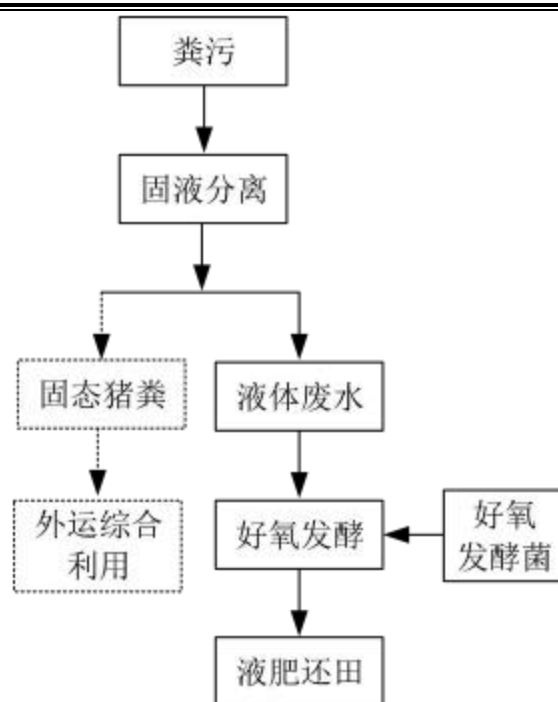 粪污
固液分离
固态猪粪
液体废水
外运综合
利用
好氧发酵
好氧
发酵菌
液肥还田